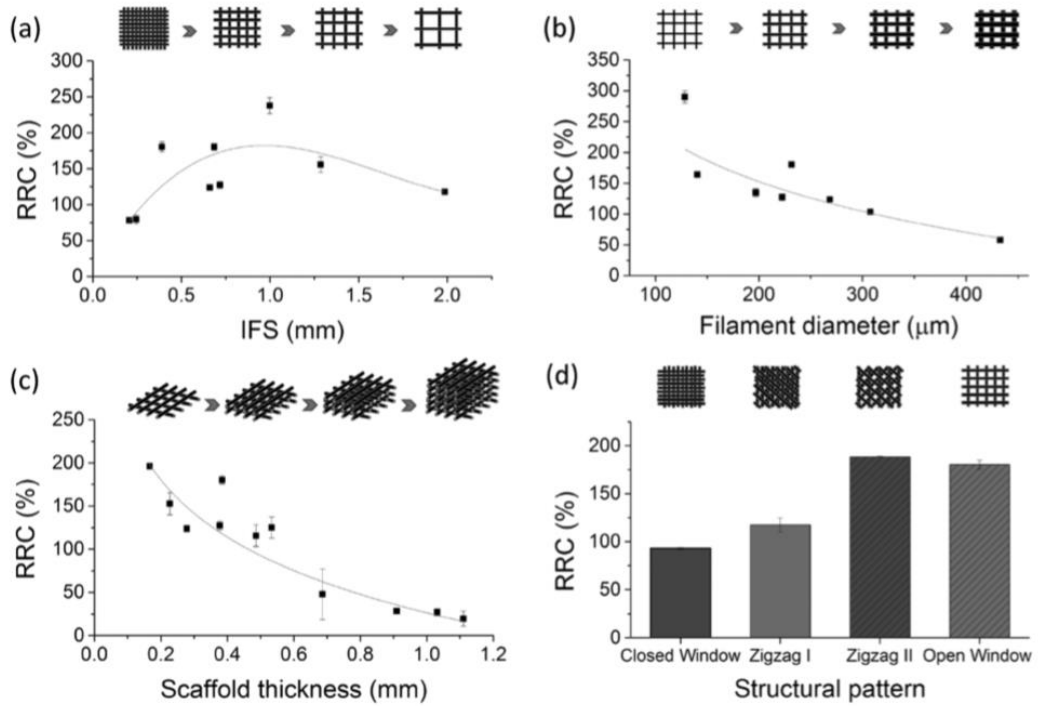 (a)
300
250
200
150
100
50
0
RRC (%)
0.0 0.5 1.0 1.5 2.0
IFS (mm)
(b)
350
300
250
200
150
100
50
0
RRC (%)
100 200 300 400
Filament diameter (μm)
(c)
250
200
150
100
50
0
RRC (%)
0.0 0.2 0.4 0.6 0.8 1.0 1.2
Scaffold thickness (mm)
(d)
200
150
100
50
0
RRC (%)
Closed Window Zigzag I Zigzag II Open Window
Structural pattern